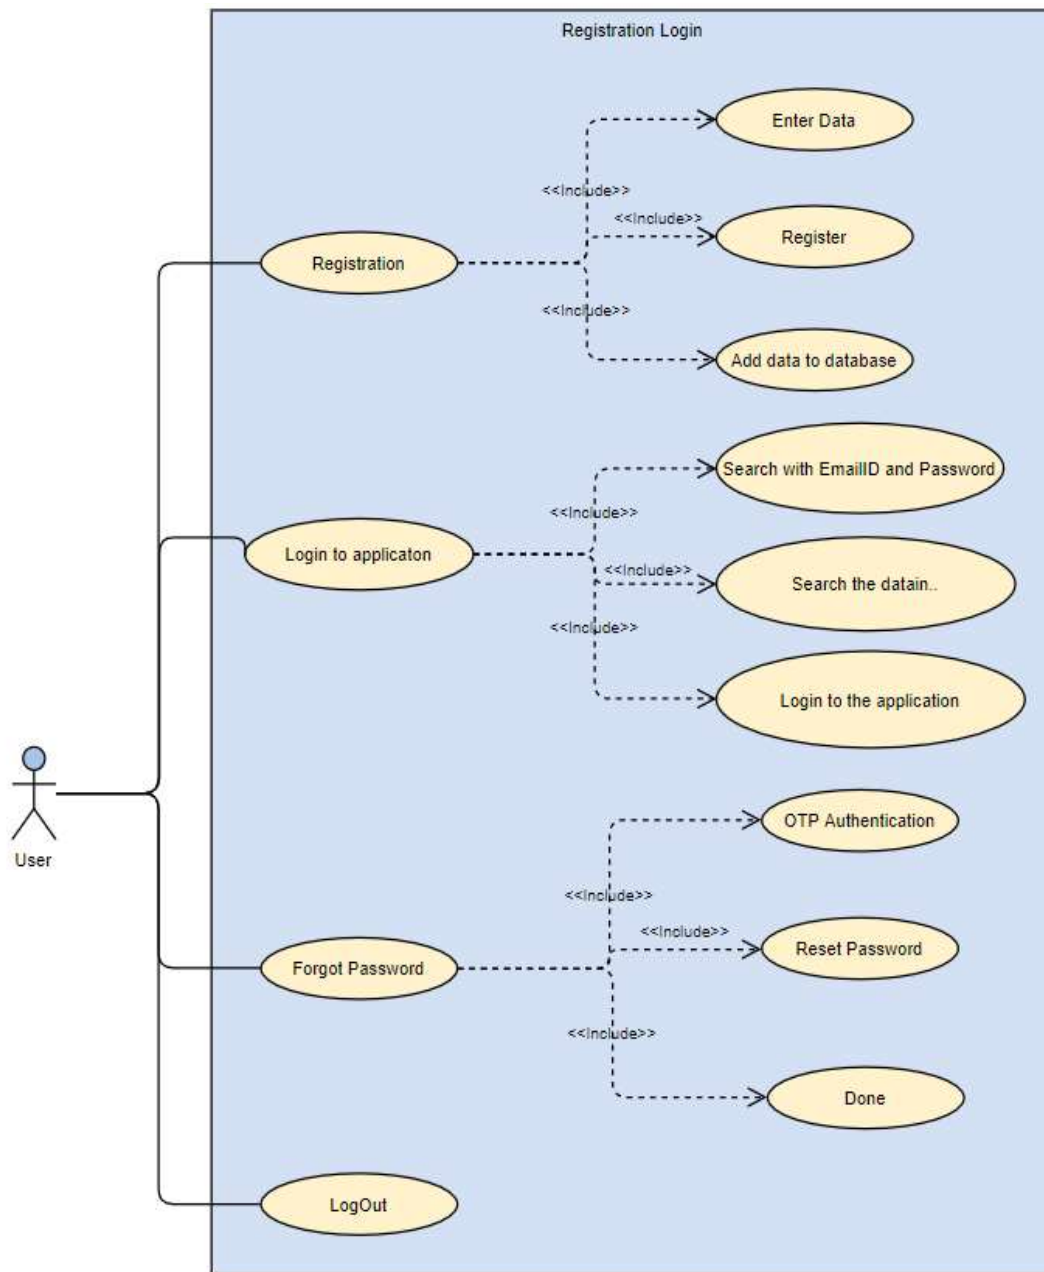 Registration Login
Enter Data
<<Include>>
<<Include>>
Register
Registration
<<Include>>
Add data to database
Search with EmailID and Password
<<Include>>
Login to applicaton
<<Include>>
Search the datain..
<<Include>>
Login to the application
User
OTP Authentication
<<Include>>
<<Include>>
Reset Password
Forgot Password
<<Include>>
Done
LogOut